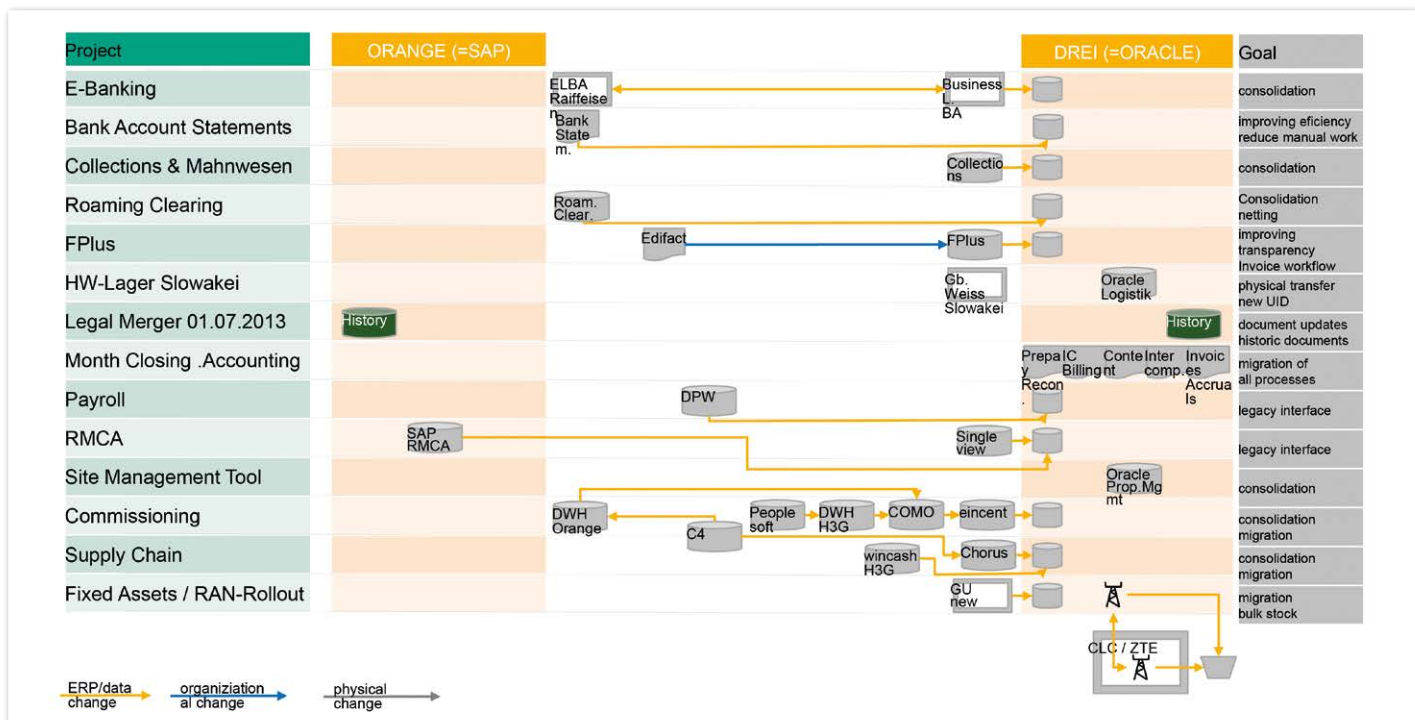 Project
ORANGE (=SAP)
DREI (=ORACLE)
Goal
E-Banking
ELBA
Raiffeise
n
Business
L.
BA
consolidation
Bank Account Statements
Bank
State
m.
improving eficiency
reduce manual work
Collections & Mahnwesen
Collectio
ns
consolidation
Roaming Clearing
Roam.
Clear.
Consolidation
netting
FPlus
Edifact
FPlus
improving
transparency
Invoice workflow
HW-Lager Slowakei
Gb.
Weiss
Slowakei
Oracle
Logistik
physical transfer
new UID
Legal Merger 01.07.2013
History
History
document updates
historic documents
Month Closing .Accounting
Prepa
y
Recon
.
IC
Billing
Conte
nt
Inter
comp.
Invoic
es
Accrua
ls
migration of
all processes
Payroll
DPW
legacy interface
RMCA
SAP
RMCA
Single
view
legacy interface
Site Management Tool
Oracle
Prop.Mg
mt
consolidation
Commissioning
DWH
Orange
C4
People
soft
DWH
H3G
COMO
eincent
consolidation
migration
Supply Chain
wincash
H3G
Chorus
consolidation
migration
Fixed Assets / RAN-Rollout
GU
new
migration
bulk stock
CLC / ZTE
ERP/data
change
organiziation
al change
physical
change